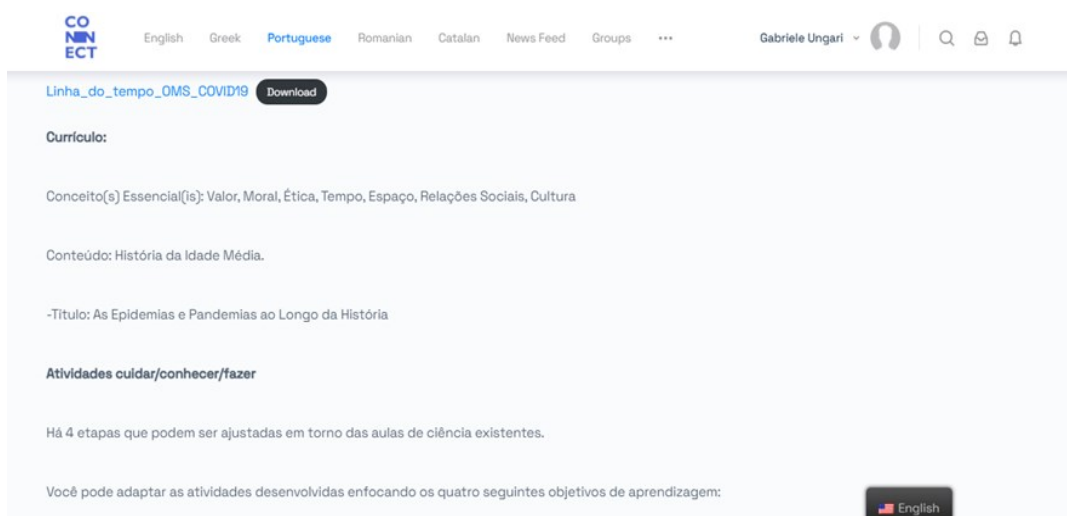 CO
NN
ECT
English Greek Portuguese Romanian Catalan News Feed Groups ••• Gabriele Ungari
Linha_do_tempo_OMS_COVID19 Download
Currículo:
Conceito(s) Essencial(is): Valor, Moral, Ética, Tempo, Espaço, Relações Sociais, Cultura
Conteúdo: História da Idade Média.
-Título: As Epidemias e Pandemias ao Longo da História
Atividades cuidar/conhecer/fazer
Há 4 etapas que podem ser ajustadas em torno das aulas de ciência existentes.
Você pode adaptar as atividades desenvolvidas enfocando os quatro seguintes objetivos de aprendizagem:
English